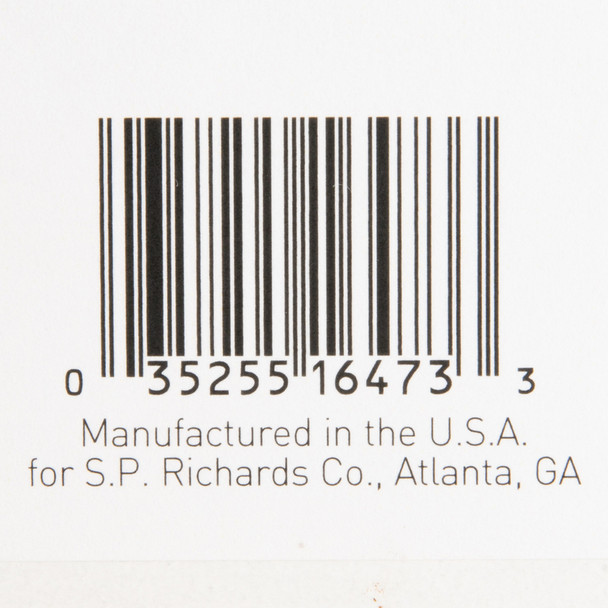 0 35255 16473 3
Manufactured in the U.S.A.
for S.P. Richards Co., Atlanta, GA